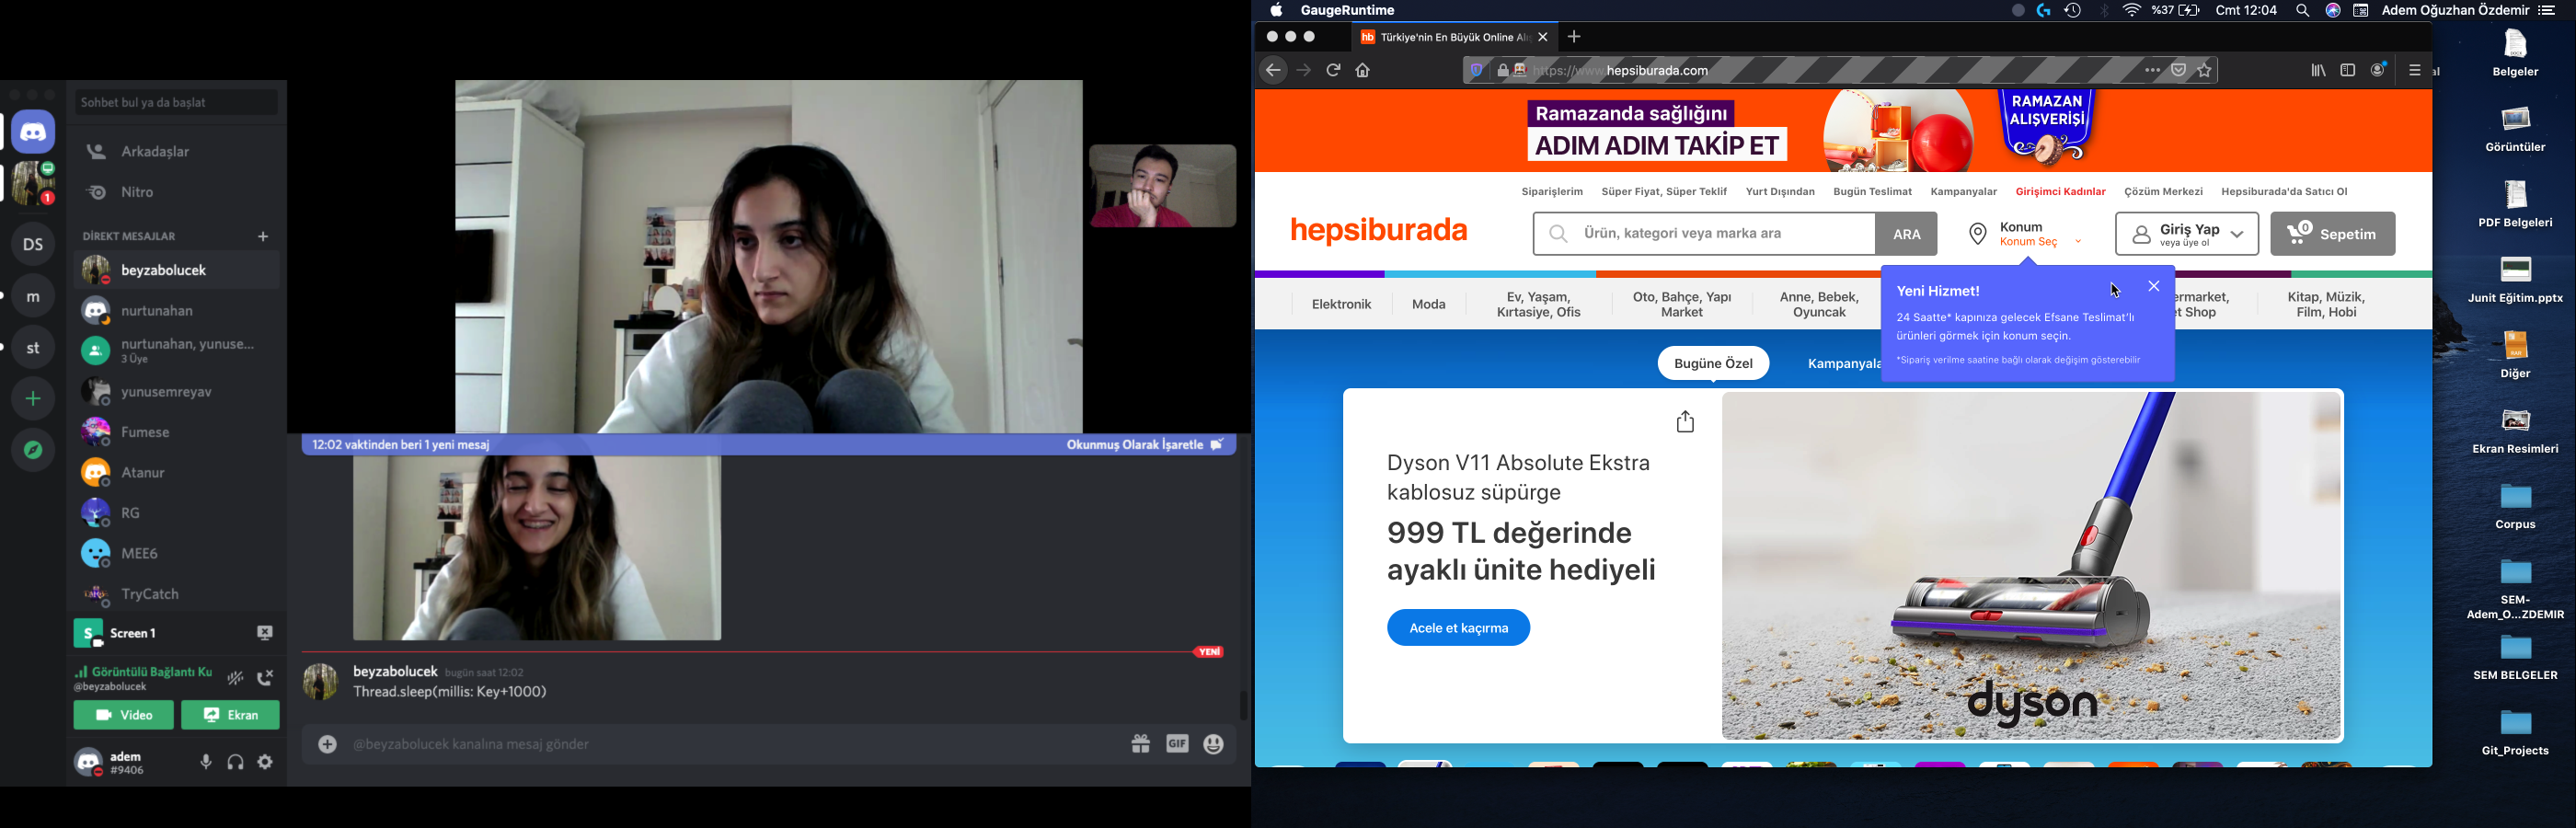 Sohbet bul ya da başlat
Arkadaşlar
Nitro
DİREKT MESAJLAR
beyzabolucek
nurtunahan
nurtunahan, yunuse...
3 Üye
yunusemreyav
Fumese
Atanur
RG
MEE6
TryCatch
S
Screen 1
Görüntülü Bağlantı Ku
@beyzabolucek
Video
Ekran
adem
#9406
1
DS
m
st
12:02 vaktinden beri 1 yeni mesaj
Okunmuş Olarak İşaretle
YENİ
beyzabolucek bugün saat 12:02
Thread.sleep(millis: Key+1000)
@beyzabolucek kanalına mesaj gönder
GIF
GaugeRuntime
%37
Cmt 12:04
Adem Oğuzhan Özdemir
hb
Türkiye'nin En Büyük Online Alı
https://www.hepsiburada.com
al
Ramazanda sağlığını
ADIM ADIM TAKİP ET
RAMAZAN
ALIŞVERİŞİ
Siparişlerim
Süper Fiyat, Süper Teklif
Yurt Dışından
Bugün Teslimat
Kampanyalar
Girişimci Kadınlar
Çözüm Merkezi
Hepsiburada'da Satıcı Ol
hepsiburada
Ürün, kategori veya marka ara
ARA
Konum
Konum Seç
Giriş Yap
veya üye ol
0
Sepetim
Elektronik
Moda
Ev, Yaşam,
Kırtasiye, Ofis
Oto, Bahçe, Yapı
Market
Anne, Bebek,
Oyuncak
ermarket,
et Shop
Kitap, Müzik,
Film, Hobi
Yeni Hizmet!
24 Saatte* kapınıza gelecek Efsane Teslimat'lı
ürünleri görmek için konum seçin.
*Sipariş verilme saatine bağlı olarak değişim gösterebilir
Bugüne Özel
Kampanyala
Dyson V11 Absolute Ekstra
kablosuz süpürge
999 TL değerinde
ayaklı ünite hediyeli
Acele et kaçırma
dyson
Belgeler
Görüntüler
PDF Belgeleri
Junit Eğitim.pptx
Diğer
Ekran Resimleri
Corpus
SEM-
Adem_O...ZDEMIR
SEM BELGELER
Git_Projects